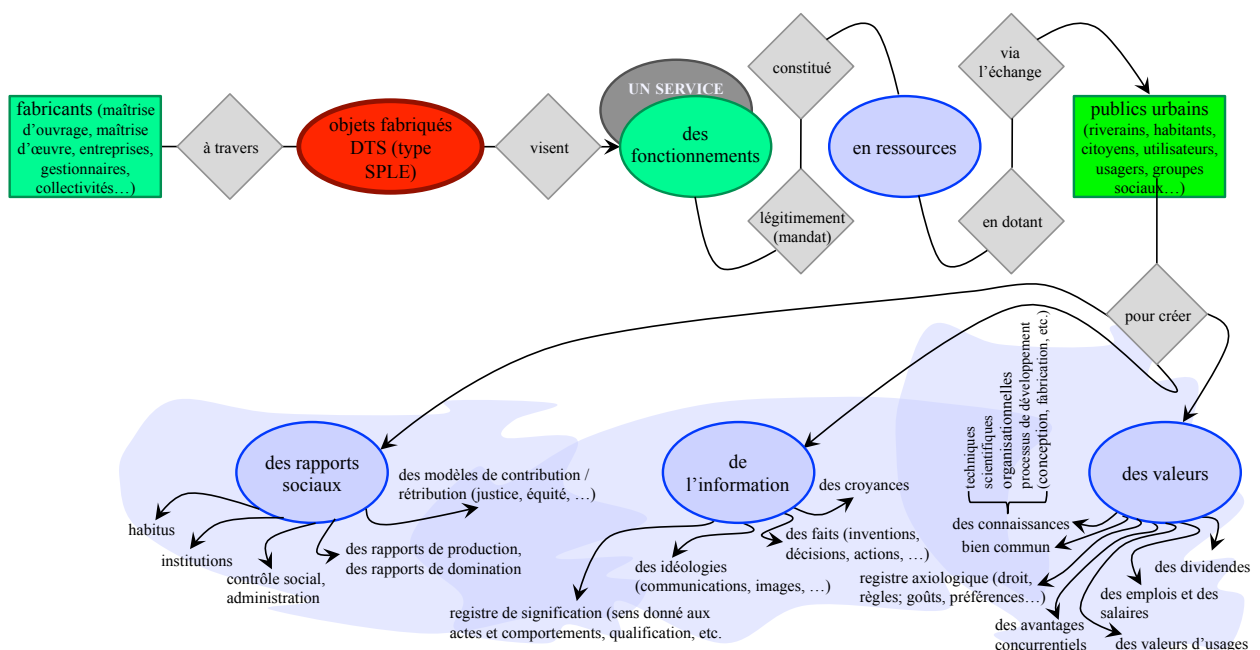 fabricants (maîtrise
d'ouvrage, maîtrise
d'œuvre, entreprises,
gestionnaires,
collectivités…)
à travers
objets fabriqués
DTS (type
SPLE)
visent
UN SERVICE
des
fonctionnements
constitué
légitimement
(mandat)
en ressources
via
l'échange
en dotant
publics urbains
(riverains, habitants,
citoyens, utilisateurs,
usagers, groupes
sociaux…)
pour créer
des rapports
sociaux
habitus
institutions
contrôle social,
administration
des rapports de production,
des rapports de domination
des modèles de contribution /
rétribution (justice, équité, …)
de
l'information
des croyances
des faits (inventions,
décisions, actions, …)
des idéologies
(communications, images, …)
registre de signification (sens donné aux
actes et comportements, qualification, etc.
des valeurs
techniques
scientifiques
organisationnelles
processus de développement
(conception, fabrication, etc.)
des connaissances
bien commun
registre axiologique (droit,
règles; goûts, préférences…)
des avantages
concurrentiels
des valeurs d'usages
des emplois et des
salaires
des dividendes